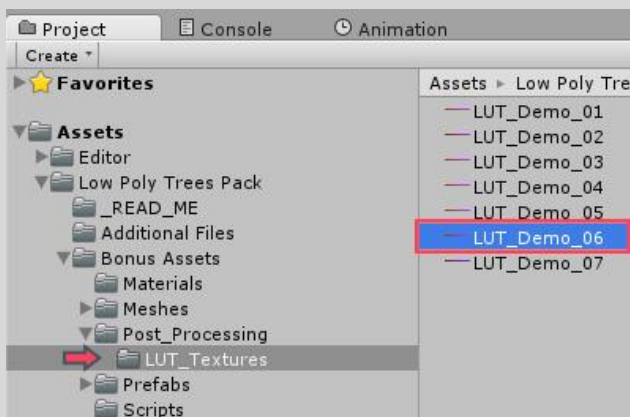 Project Console Animation
Create
Favorites
Assets
Editor
Low Poly Trees Pack
_READ_ME
Additional Files
Bonus Assets
Materials
Meshes
Post_Processing
LUT_Textures
Prefabs
Scripts
Assets Low Poly Tre
LUT_Demo_01
LUT_Demo_02
LUT_Demo_03
LUT_Demo_04
LUT_Demo_05
LUT_Demo_06
LUT_Demo_07